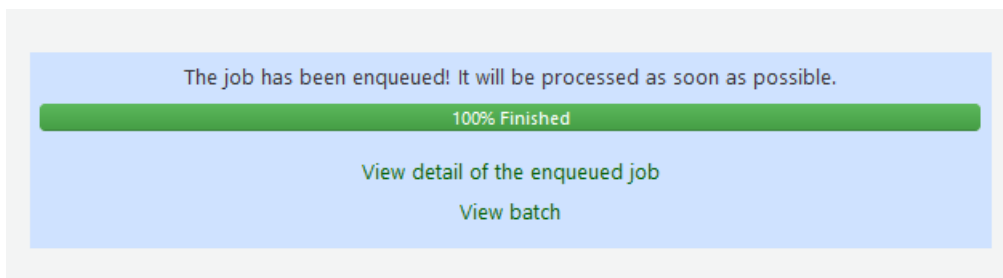 The job has been enqueued! It will be processed as soon as possible.
100% Finished
View detail of the enqueued job
View batch